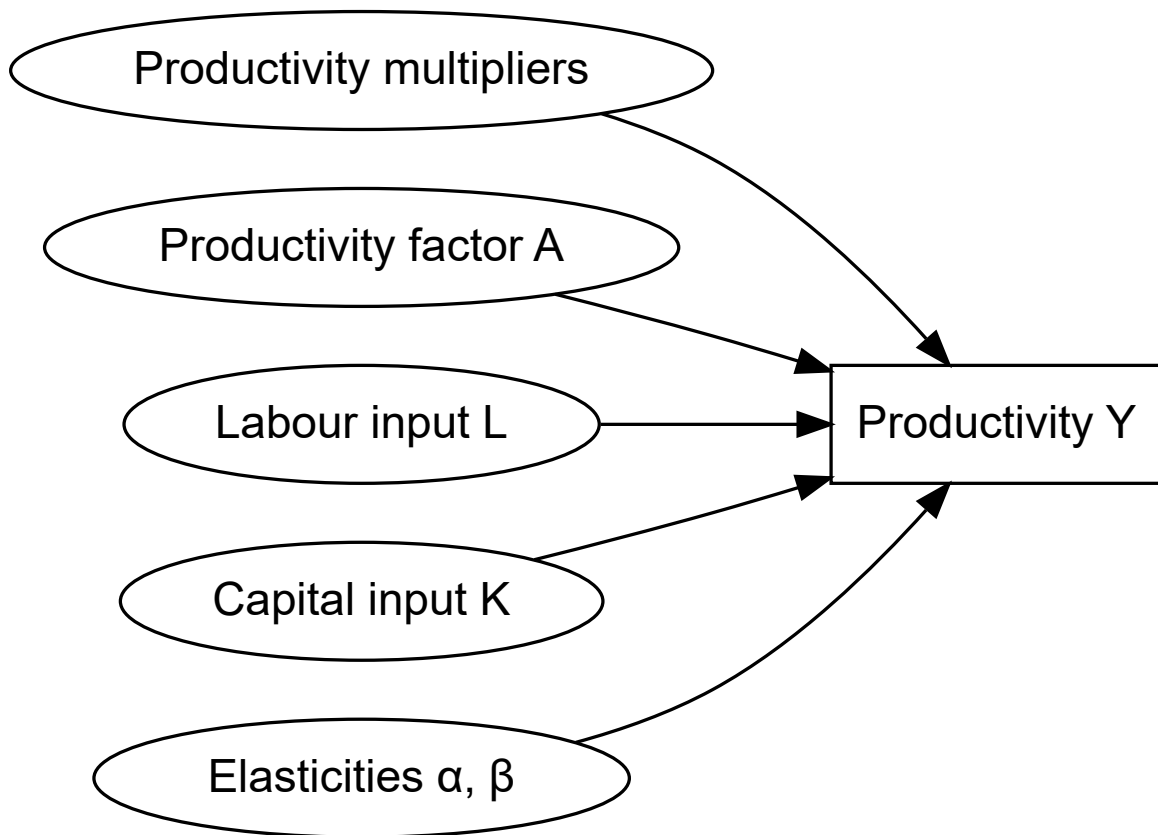 Productivity multipliers
Productivity factor A
Labour input L
Productivity Y
Capital input K
Elasticities α, β